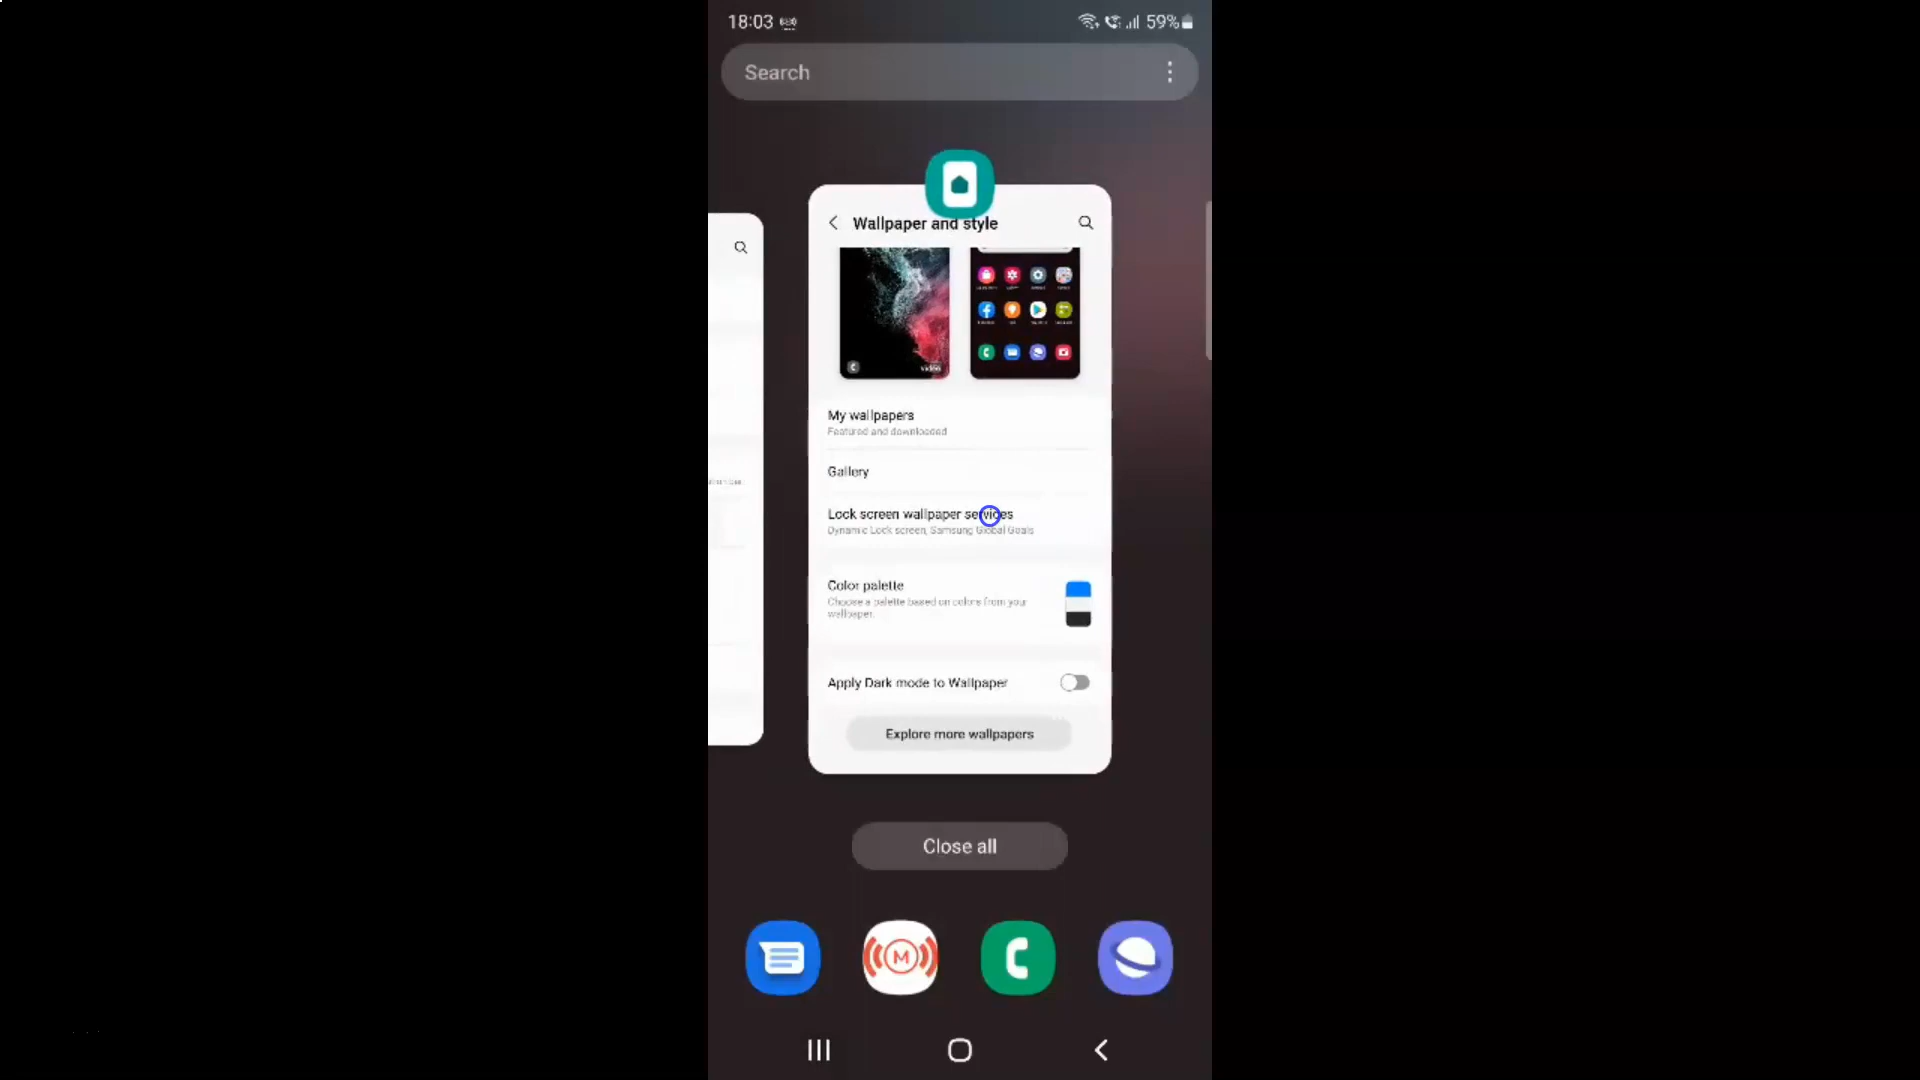 18:03
59%
Search
Wallpaper and style
video
My wallpapers
Featured and downloaded
Gallery
Lock screen wallpaper services
Dynamic Lock screen, Samsung Global Goals
Color palette
Choose a palette based on colors from your
wallpaper.
Apply Dark mode to Wallpaper
Explore more wallpapers
Close all
M